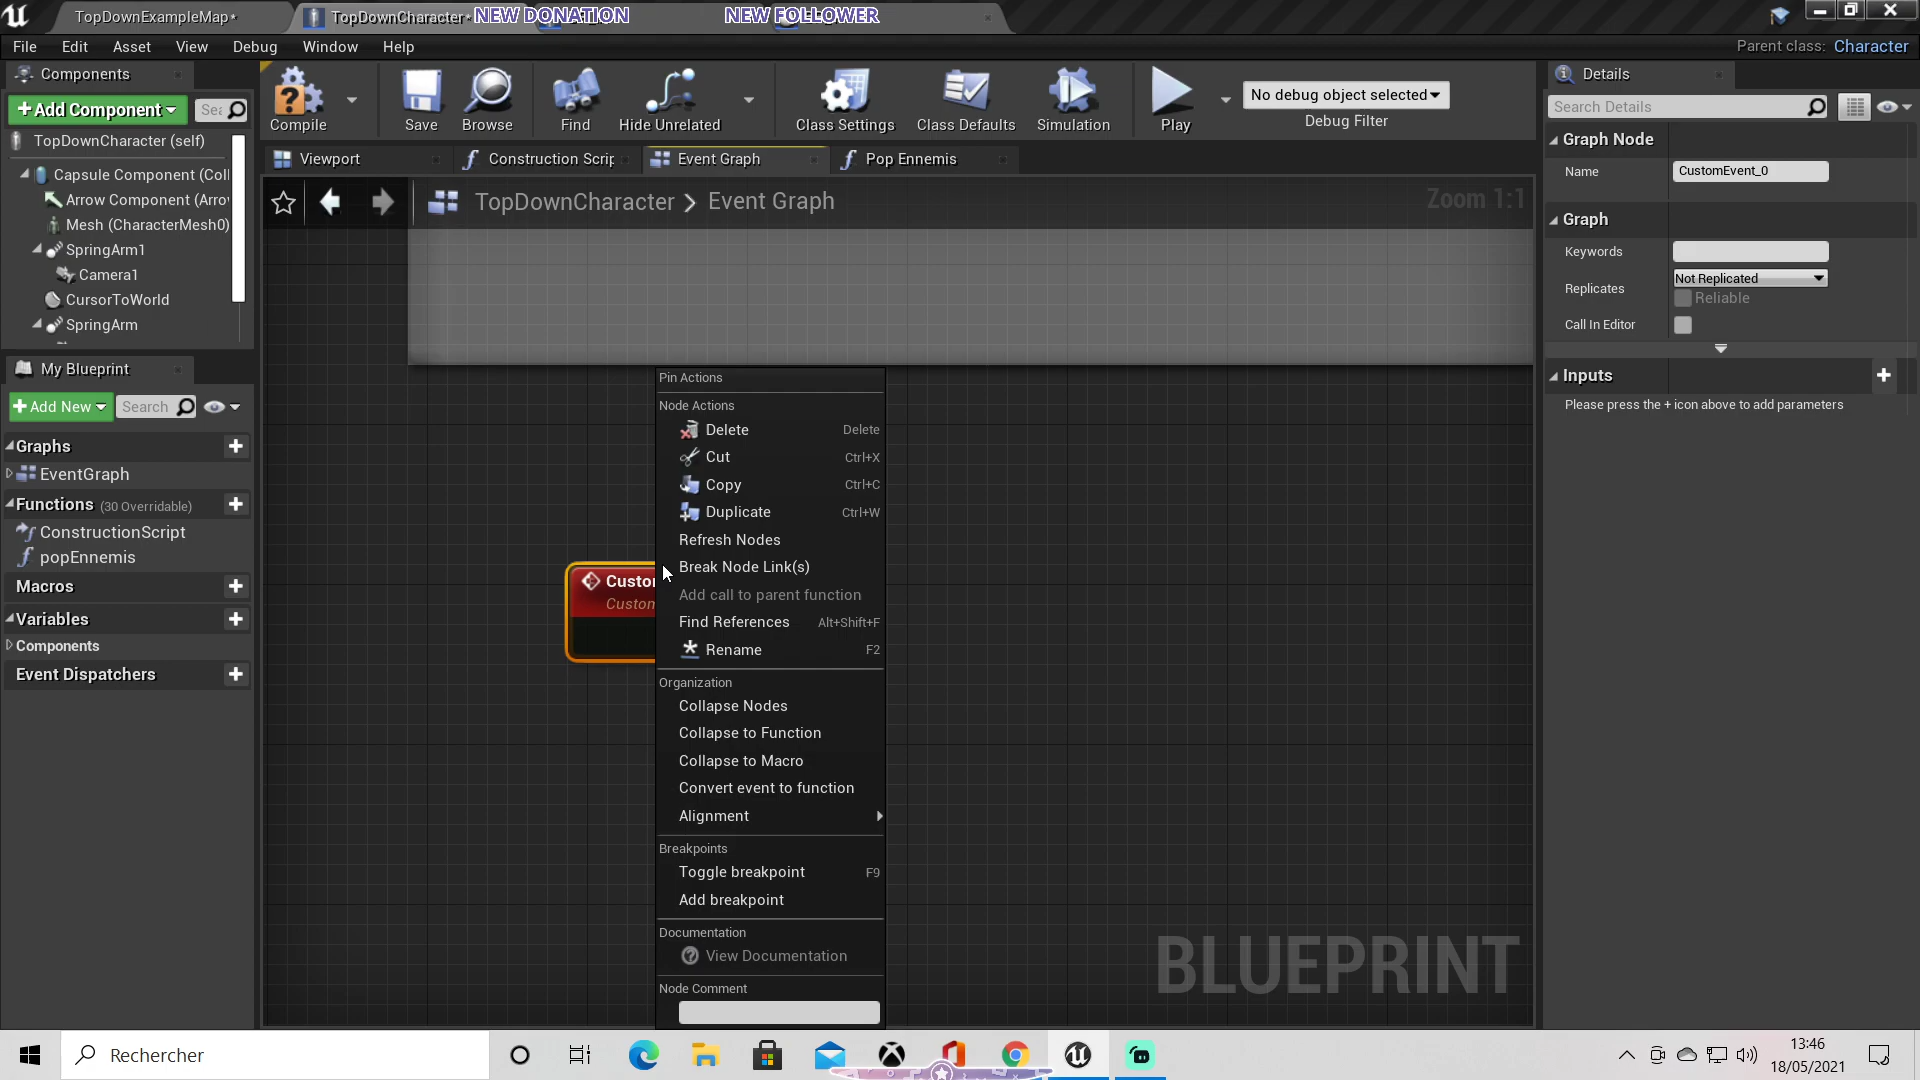 TopDownExampleMap*
TopDownCharacter*
NEW DONATION
NEW FOLLOWER
File Edit Asset View Debug Window Help
Parent class: Character
Components
+Add Component
TopDownCharacter (self)
Capsule Component (Coll
Arrow Component (Arro
Mesh (CharacterMesh0)
SpringArm1
Camera1
CursorToWorld
SpringArm
My Blueprint
+Add New
Search
Graphs
EventGraph
Functions (30 Overridable)
ConstructionScript
popEnnemis
Macros
Variables
Components
Event Dispatchers
Compile
Save
Browse
Find
Hide Unrelated
Class Settings
Class Defaults
Simulation
Play
No debug object selected
Debug Filter
Viewport
Construction Scrip
Event Graph
Pop Ennemis
TopDownCharacter > Event Graph
Zoom 1:1
Custo
Custom
Pin Actions
Node Actions
Delete Delete
Cut Ctrl+X
Copy Ctrl+C
Duplicate Ctrl+W
Refresh Nodes
Break Node Link(s)
Add call to parent function
Find References Alt+Shift+F
Rename F2
Organization
Collapse Nodes
Collapse to Function
Collapse to Macro
Convert event to function
Alignment
Breakpoints
Toggle breakpoint F9
Add breakpoint
Documentation
View Documentation
Node Comment
BLUEPRINT
Details
Search Details
Graph Node
Name CustomEvent_0
Graph
Keywords
Replicates Not Replicated
Reliable
Call In Editor
Inputs
Please press the + icon above to add parameters
Rechercher
13:46
18/05/2021